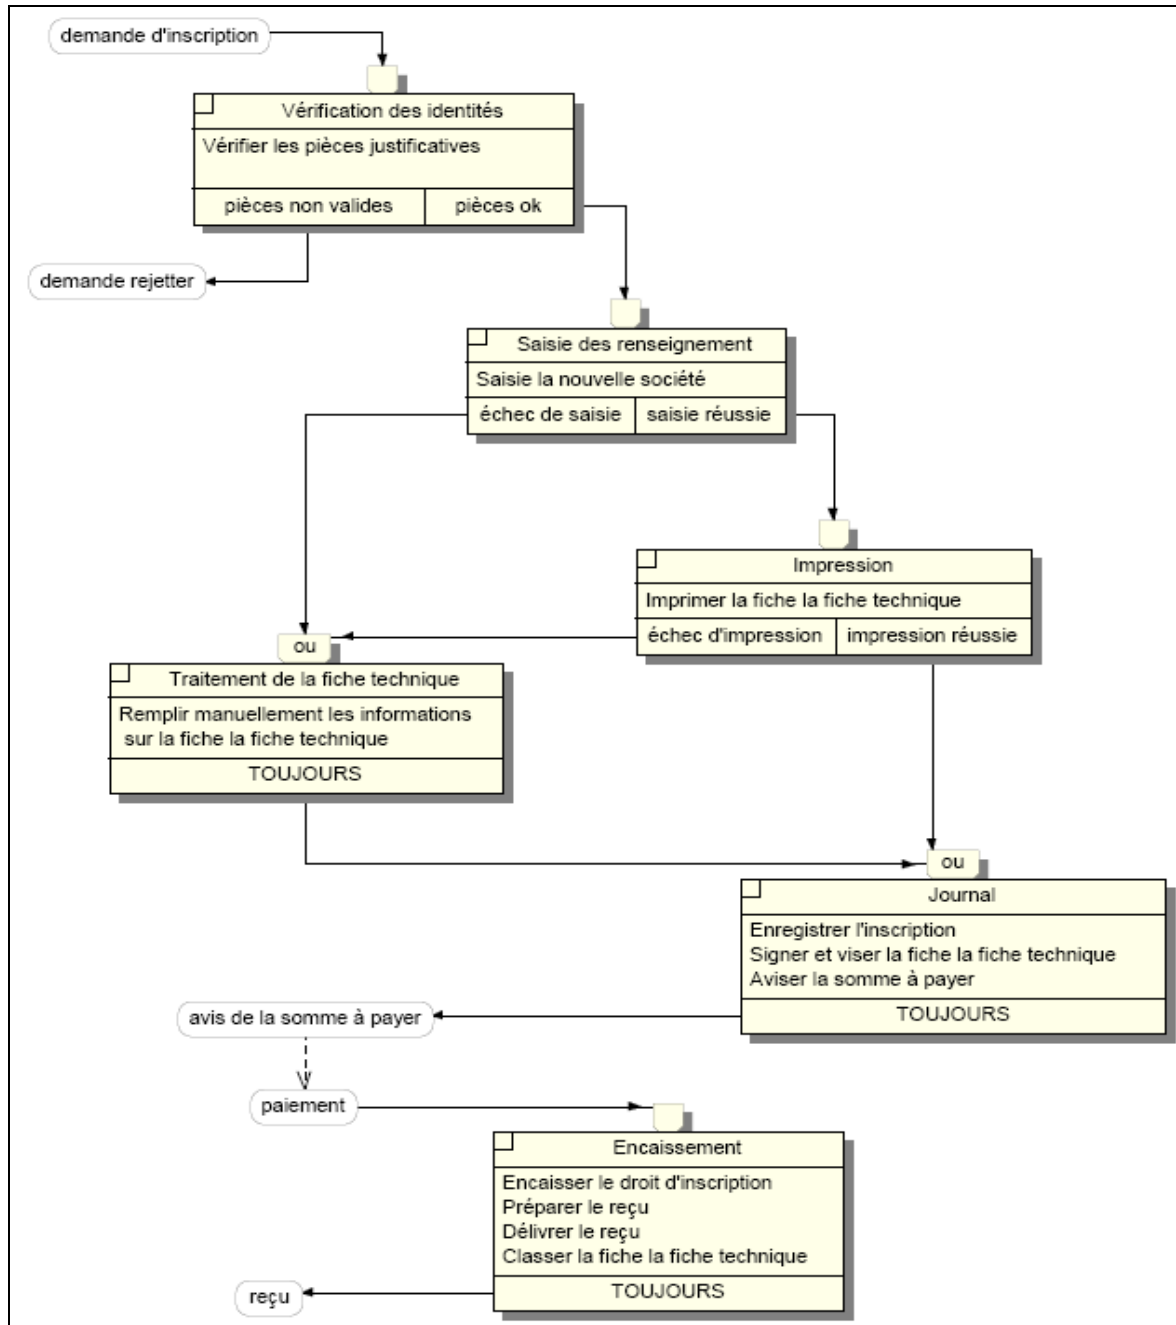 demande d'inscription
Vérification des identités
Vérifier les pièces justificatives
pièces non valides
pièces ok
demande rejetter
Saisie des renseignement
Saisie la nouvelle société
échec de saisie
saisie réussie
Impression
Imprimer la fiche la fiche technique
échec d'impression
impression réussie
ou
Traitement de la fiche technique
Remplir manuellement les informations
sur la fiche la fiche technique
TOUJOURS
ou
Journal
Enregistrer l'inscription
Signer et viser la fiche la fiche technique
Aviser la somme à payer
TOUJOURS
avis de la somme à payer
paiement
Encaissement
Encaisser le droit d'inscription
Préparer le reçu
Délivrer le reçu
Classer la fiche la fiche technique
TOUJOURS
reçu